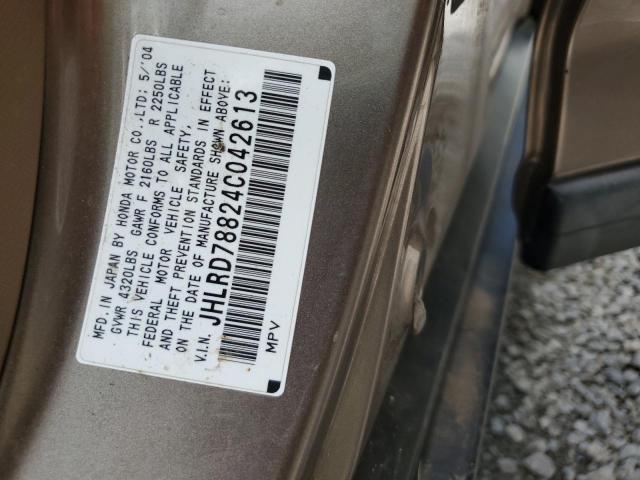 MFD. IN JAPAN BY HONDA MOTOR CO.,LTD: 5/'04
GVWR 4320LBS GAWR F 2160LBS R 2250LBS
THIS VEHICLE CONFORMS TO ALL APPLICABLE
FEDERAL MOTOR VEHICLE SAFETY,
AND THEFT PREVENTION STANDARDS IN EFFECT
ON THE DATE OF MANUFACTURE SHOWN ABOVE:
V.I.N. JHLRD78824C042613
MPV